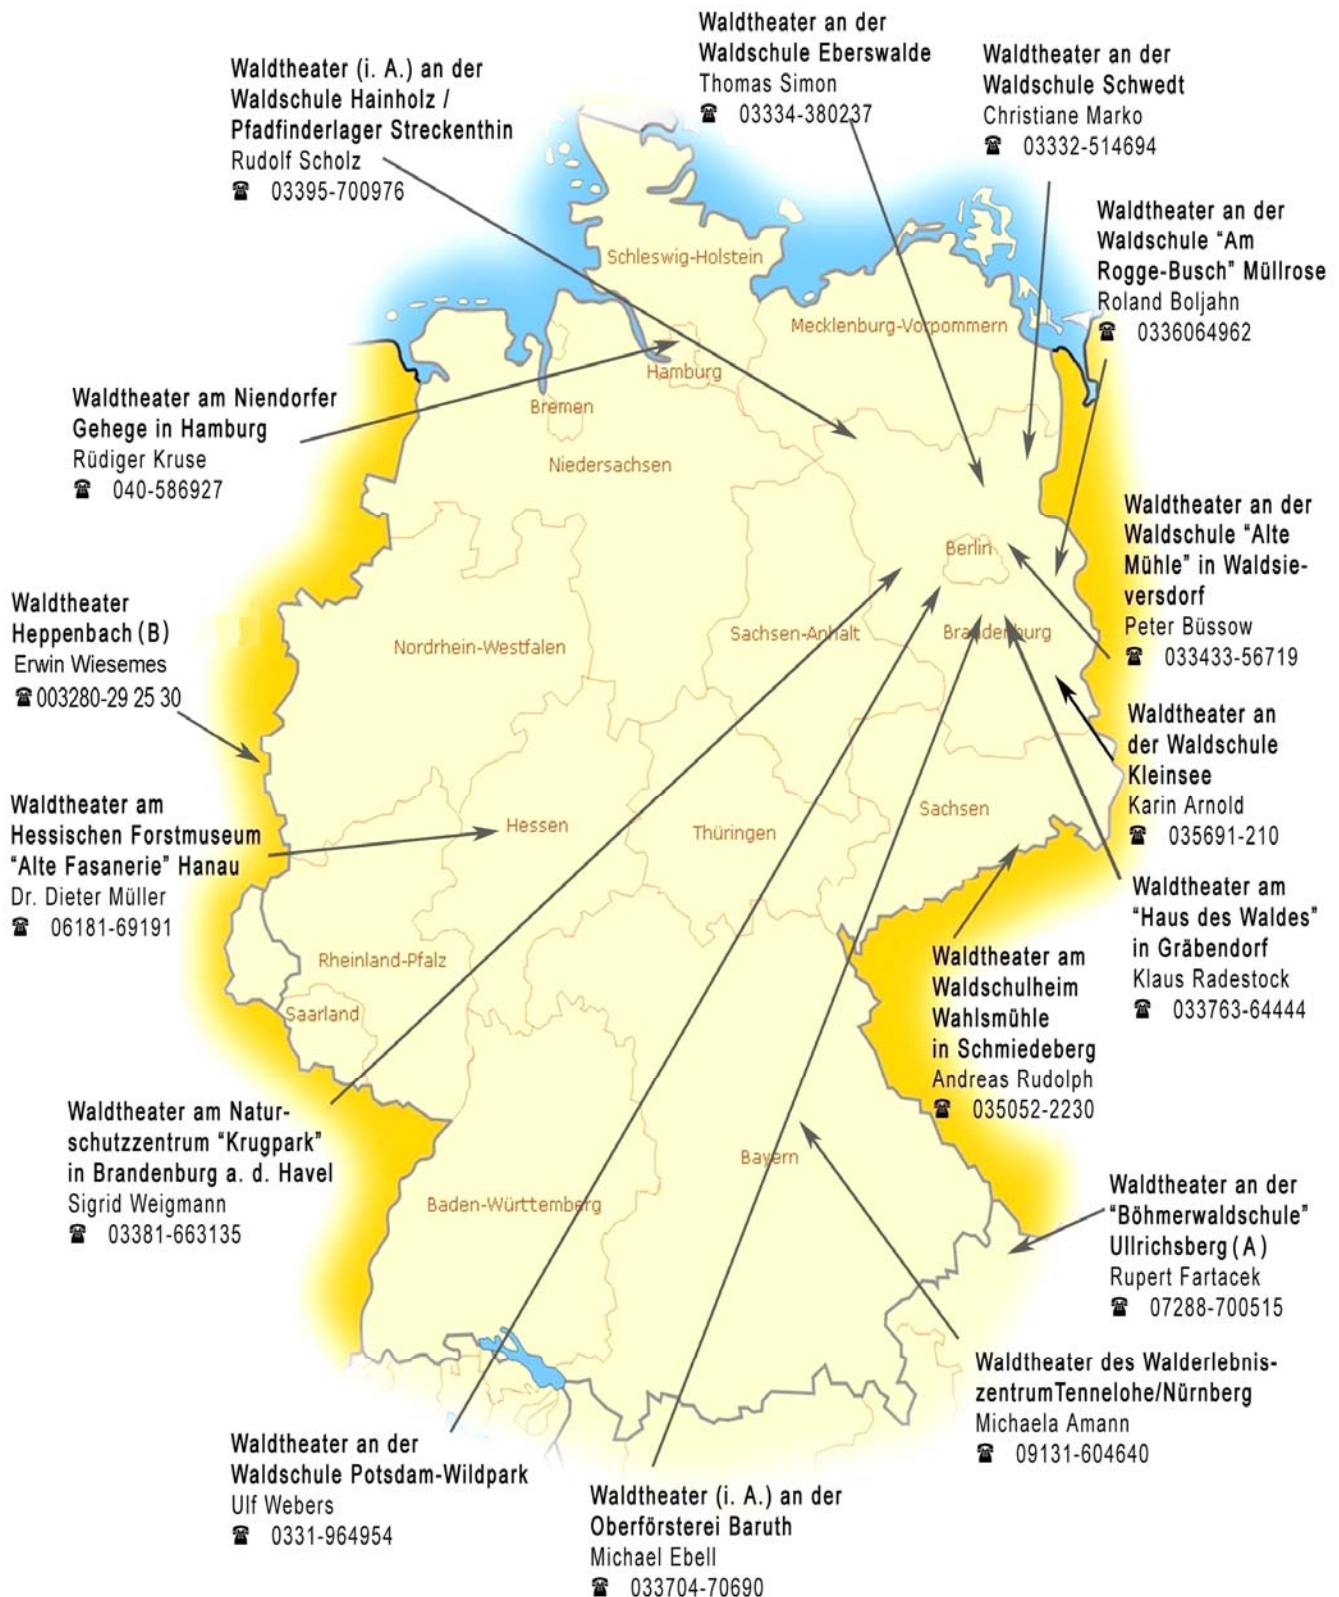 Waldtheater an der
Waldschule Eberswalde
Thomas Simon
☎ 03334-380237
Waldtheater (i. A.) an der
Waldschule Hainholz /
Pfadfinderlager Streckenthin
Rudolf Scholz
☎ 03395-700976
Waldtheater an der
Waldschule Schwedt
Christiane Marko
☎ 03332-514694
Waldtheater an der
Waldschule “Am
Rogge-Busch” Müllrose
Roland Boljahn
☎ 0336064962
Schleswig-Holstein
Mecklenburg-Vorpommern
Hamburg
Bremen
Niedersachsen
Waldtheater am Niendorfer
Gehege in Hamburg
Rüdiger Kruse
☎ 040-586927
Waldtheater an der
Waldschule “Alte
Mühle” in Waldsie-
versdorf
Peter Büssow
☎ 033433-56719
Berlin
Brandenburg
Sachsen-Anhalt
Nordrhein-Westfalen
Waldtheater
Heppenbach (B)
Erwin Wiesemes
☎ 003280-29 25 30
Waldtheater an
der Waldschule
Kleinsee
Karin Arnold
☎ 035691-210
Waldtheater am
Hessischen Forstmuseum
“Alte Fasanerie” Hanau
Dr. Dieter Müller
☎ 06181-69191
Hessen
Thüringen
Sachsen
Waldtheater am
“Haus des Waldes”
in Gräbendorf
Klaus Radestock
☎ 033763-64444
Rheinland-Pfalz
Saarland
Waldtheater am
Waldschulheim
Wahlsmühle
in Schmiedeberg
Andreas Rudolph
☎ 035052-2230
Waldtheater am Natur-
schutzzentrum “Krugpark”
in Brandenburg a. d. Havel
Sigrid Weigmann
☎ 03381-663135
Bayern
Baden-Württemberg
Waldtheater an der
“Böhmerwaldschule”
Ullrichsberg (A)
Rupert Fartacek
☎ 07288-700515
Waldtheater des Walderlebnis-
zentrumTennelohe/Nürnberg
Michaela Amann
☎ 09131-604640
Waldtheater an der
Waldschule Potsdam-Wildpark
Ulf Webers
☎ 0331-964954
Waldtheater (i. A.) an der
Oberförsterei Baruth
Michael Ebell
☎ 033704-70690